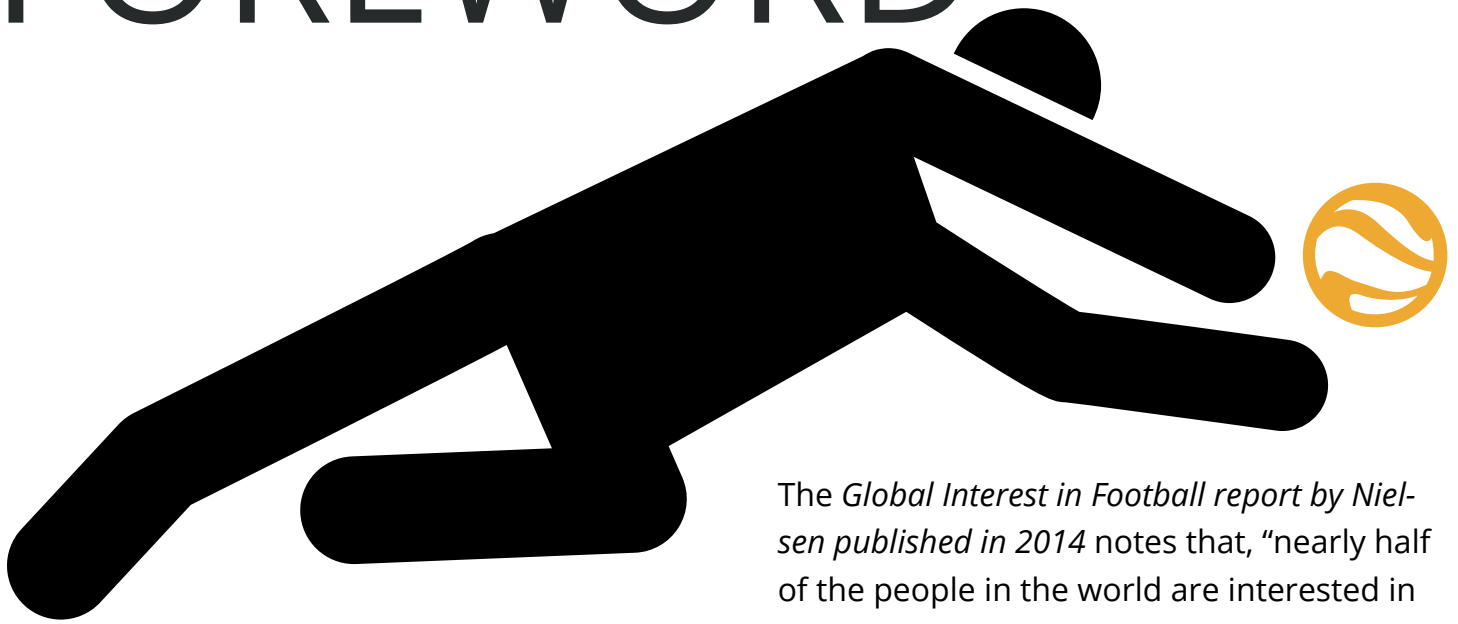 FOREWORD
The Global Interest in Football report by Niel-
sen published in 2014 notes that, “nearly half
of the people in the world are interested in